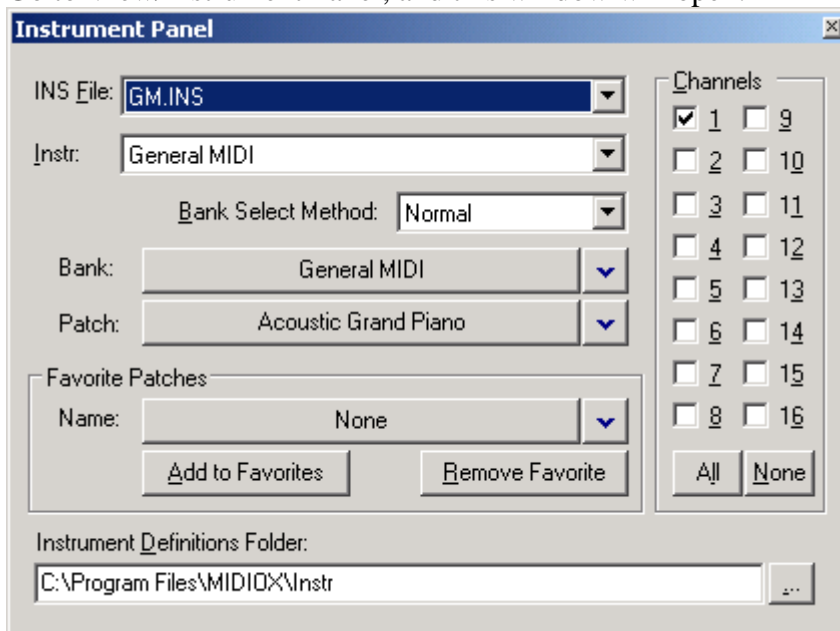 Instrument Panel
INS File: GM.INS
Instr: General MIDI
Bank Select Method: Normal
Bank: General MIDI
Patch: Acoustic Grand Piano
Favorite Patches
Name: None
Add to Favorites Remove Favorite
Channels
1 9
2 10
3 11
4 12
5 13
6 14
7 15
8 16
All None
Instrument Definitions Folder:
C:\Program Files\MIDIOX\Instr
...